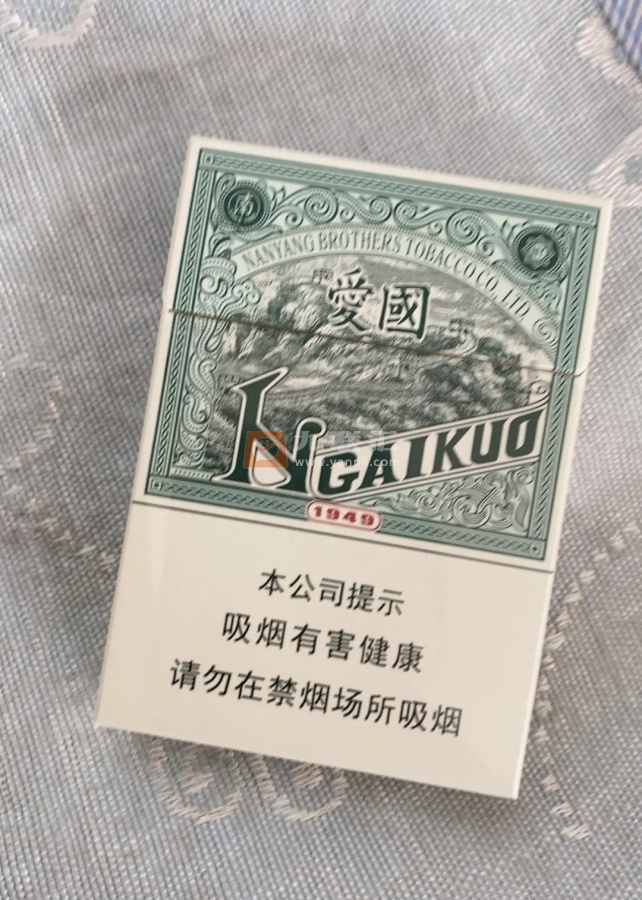 NANYANG BROTHERS TOBACCO CO., LTD.
愛國
NGAIKUO
1949
本公司提示
吸烟有害健康
请勿在禁烟场所吸烟